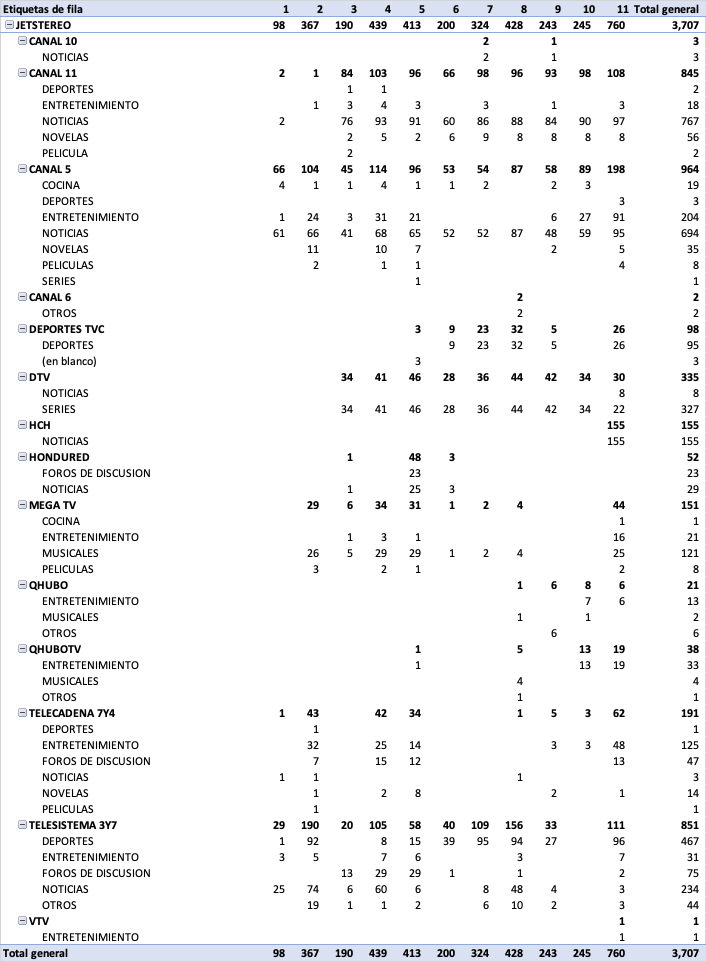 Etiquetas de fila 1 2 3 4 5 6 7 8 9 10 11 Total general
JETSTEREO 98 367 190 439 413 200 324 428 243 245 760 3,707
CANAL 10 2 1 3
NOTICIAS 2 1 3
CANAL 11 2 1 84 103 96 66 98 96 93 98 108 845
DEPORTES 1 1 2
ENTRETENIMIENTO 1 3 4 3 3 1 3 18
NOTICIAS 2 76 93 91 60 86 88 84 90 97 767
NOVELAS 2 5 2 6 9 8 8 8 8 56
PELICULA 2 2
CANAL 5 66 104 45 114 96 53 54 87 58 89 198 964
COCINA 4 1 1 4 1 1 2 2 3 19
DEPORTES 3 3
ENTRETENIMIENTO 1 24 3 31 21 6 27 91 204
NOTICIAS 61 66 41 68 65 52 52 87 48 59 95 694
NOVELAS 11 10 7 2 5 35
PELICULAS 2 1 1 4 8
SERIES 1 1
CANAL 6 2 2
OTROS 2 2
DEPORTES TVC 3 9 23 32 5 26 98
DEPORTES 9 23 32 5 26 95
(en blanco) 3 3
DTV 34 41 46 28 36 44 42 34 30 335
NOTICIAS 8 8
SERIES 34 41 46 28 36 44 42 34 22 327
HCH 155 155
NOTICIAS 155 155
HONDURED 1 48 3 52
FOROS DE DISCUSION 23 23
NOTICIAS 1 25 3 29
MEGA TV 29 6 34 31 1 2 4 44 151
COCINA 1 1
ENTRETENIMIENTO 1 3 1 16 21
MUSICALES 26 5 29 29 1 2 4 25 121
PELICULAS 3 2 1 2 8
QHUBO 1 6 8 6 21
ENTRETENIMIENTO 7 6 13
MUSICALES 1 1 2
OTROS 6 6
QHUBOTV 1 5 13 19 38
ENTRETENIMIENTO 1 13 19 33
MUSICALES 4 4
OTROS 1 1
TELECADENA 7Y4 1 43 42 34 1 5 3 62 191
DEPORTES 1 1
ENTRETENIMIENTO 32 25 14 3 3 48 125
FOROS DE DISCUSION 7 15 12 13 47
NOTICIAS 1 1 1 3
NOVELAS 1 2 8 2 1 14
PELICULAS 1 1
TELESISTEMA 3Y7 29 190 20 105 58 40 109 156 33 111 851
DEPORTES 1 92 8 15 39 95 94 27 96 467
ENTRETENIMIENTO 3 5 7 6 3 7 31
FOROS DE DISCUSION 13 29 29 1 1 2 75
NOTICIAS 25 74 6 60 6 8 48 4 3 234
OTROS 19 1 1 2 6 10 2 3 44
VTV 1 1
ENTRETENIMIENTO 1 1
Total general 98 367 190 439 413 200 324 428 243 245 760 3,707